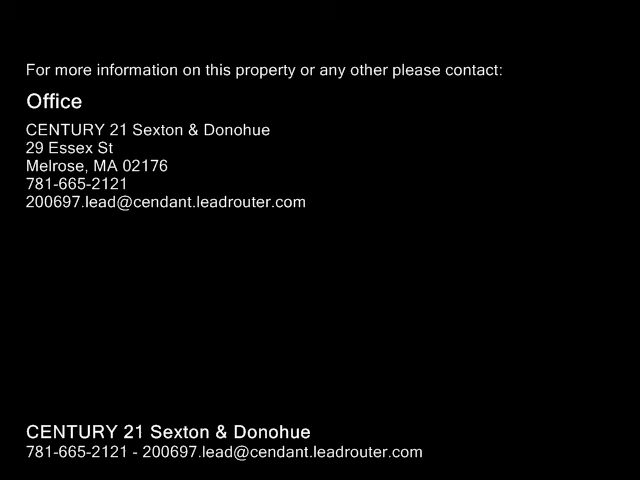 For more information on this property or any other please contact:
Office
CENTURY 21 Sexton & Donohue
29 Essex St
Melrose, MA 02176
781-665-2121
200697.lead@cendant.leadrouter.com
CENTURY 21 Sexton & Donohue
781-665-2121 - 200697.lead@cendant.leadrouter.com